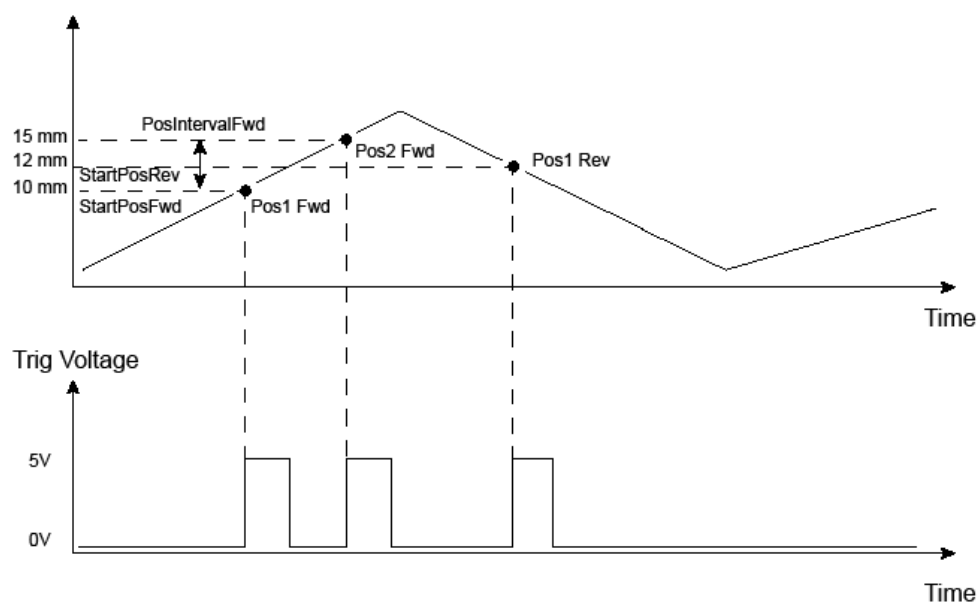 15 mm
PosIntervalFwd
Pos2 Fwd
12 mm
StartPosRev
Pos1 Rev
10 mm
StartPosFwd
Pos1 Fwd
Time
Trig Voltage
5V
0V
Time